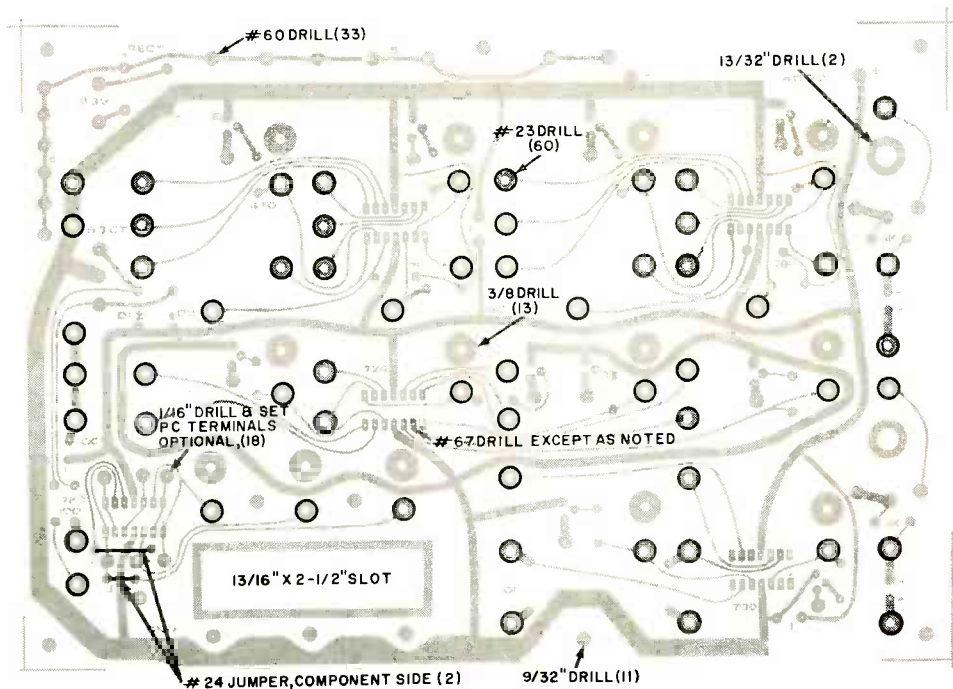 # 60 DRILL (33)
13/32" DRILL (2)
# 23 DRILL
(60)
3/8 DRILL
(13)
1/16" DRILL & SET
PC TERMINALS
OPTIONAL, (18)
# 67 DRILL EXCEPT AS NOTED
13/16" X 2-1/2" SLOT
# 24 JUMPER, COMPONENT SIDE (2)
9/32" DRILL (11)